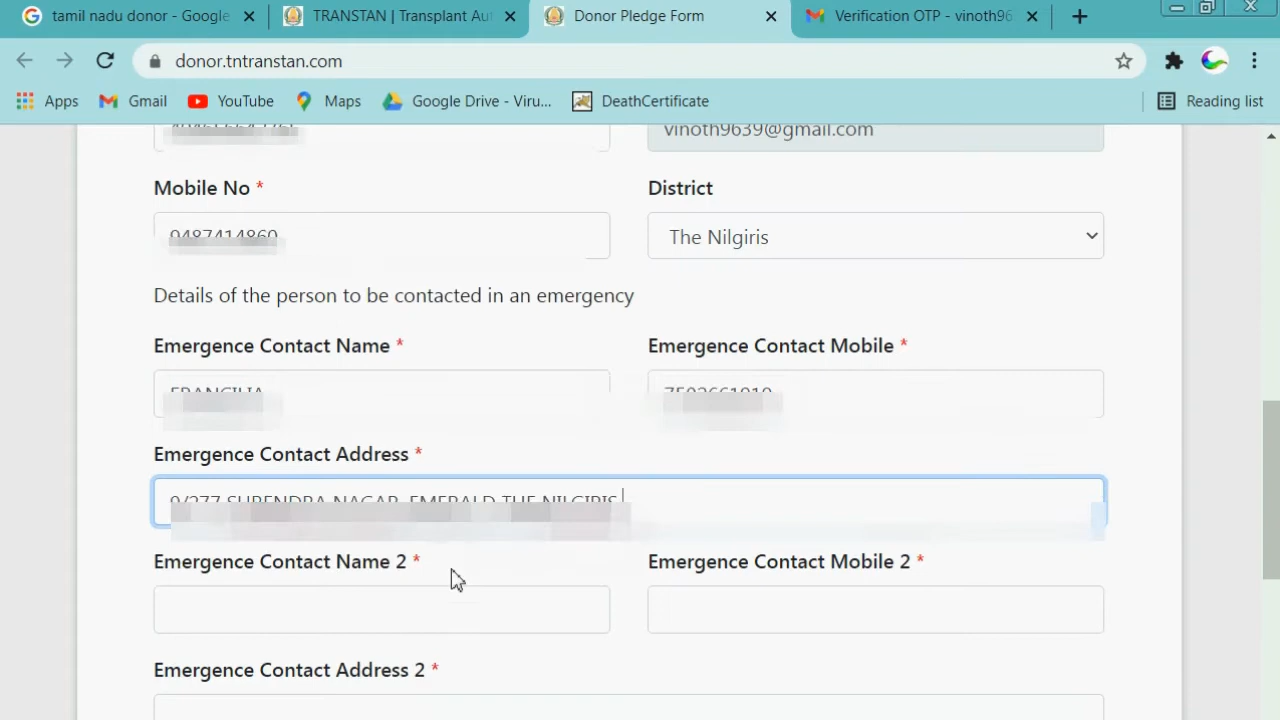 tamil nadu donor - Google
TRANSTAN | Transplant Aut
Donor Pledge Form
Verification OTP - vinoth96
donor.tntranstan.com
Apps
Gmail
YouTube
Maps
Google Drive - Viru...
DeathCertificate
Reading list
vinoth9639@gmail.com
Mobile No *
District
The Nilgiris
Details of the person to be contacted in an emergency
Emergence Contact Name *
Emergence Contact Mobile *
Emergence Contact Address *
Emergence Contact Name 2 *
Emergence Contact Mobile 2 *
Emergence Contact Address 2 *